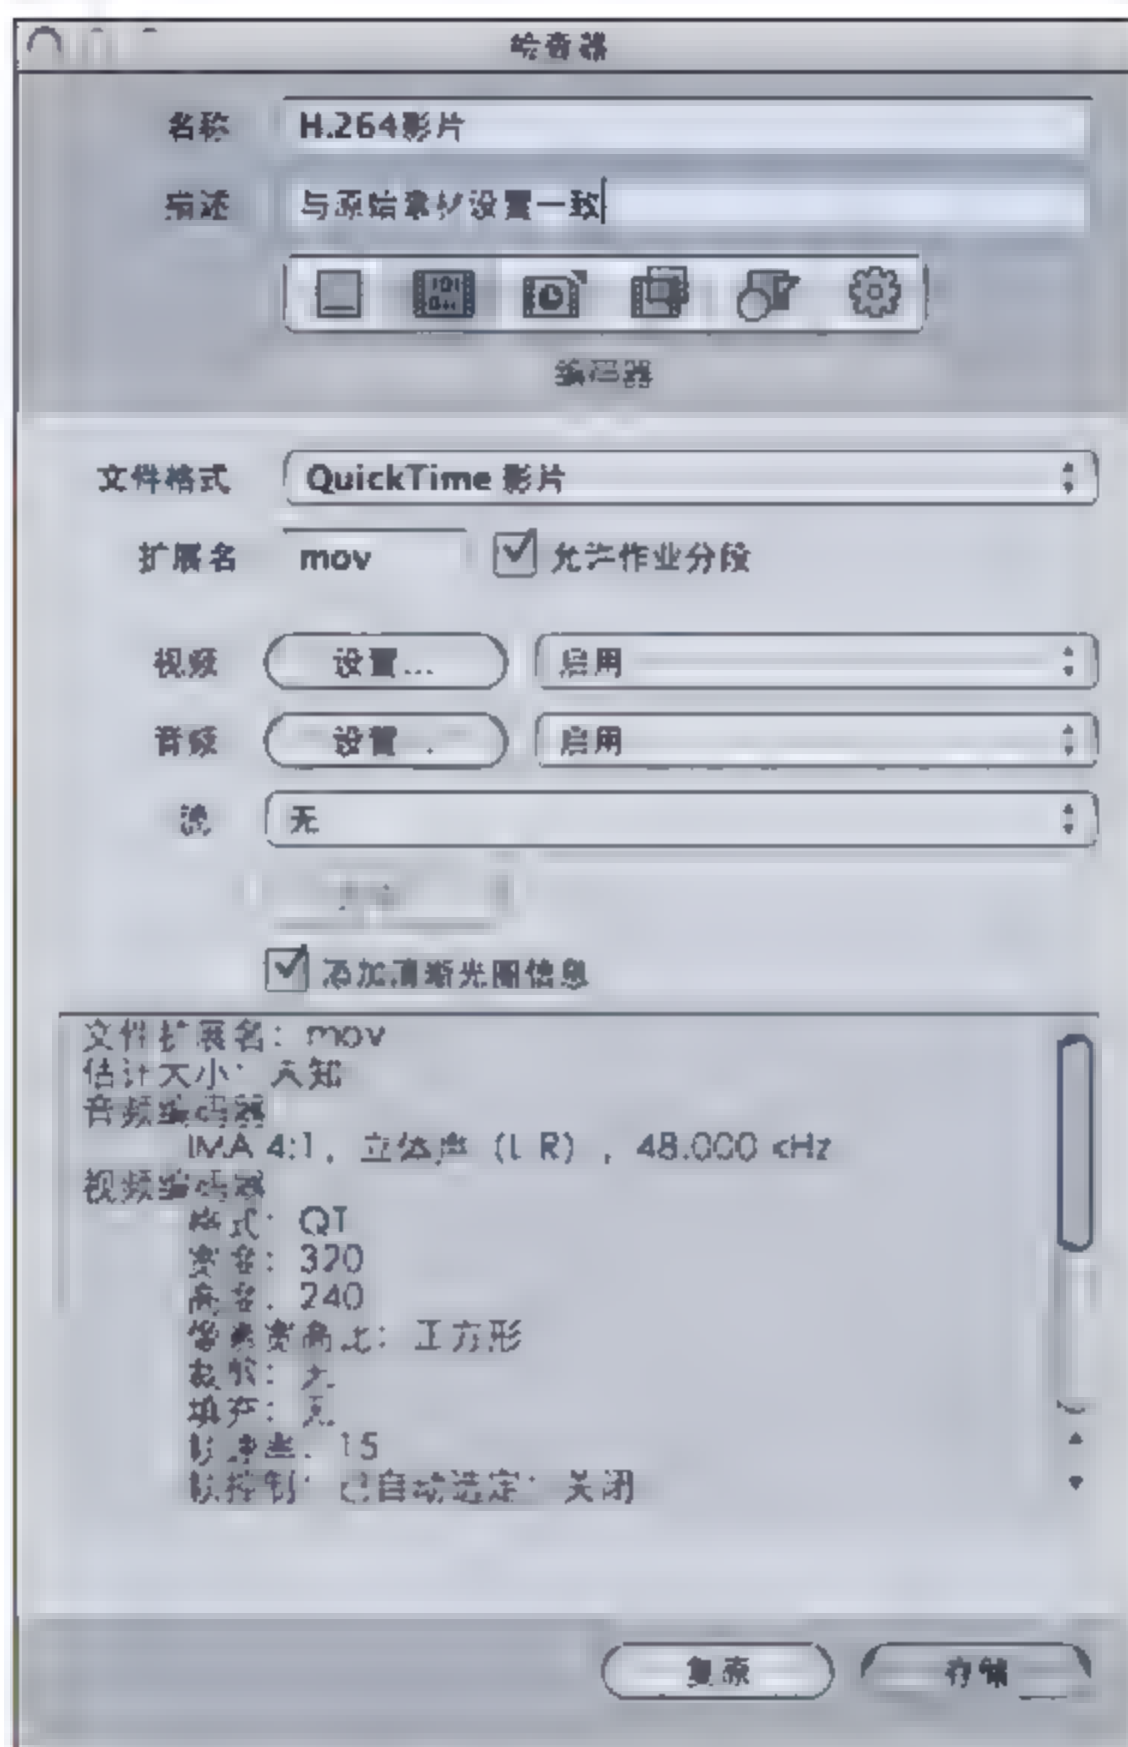 检查器
名称 H.264影片
描述 与原始素材设置一致
编码器
文件格式 QuickTime 影片
扩展名 mov 允许作业分段
视频 设置... 启用
音频 设置... 启用
流 无
添加清晰光圈信息
文件扩展名: mov
估计大小: 未知
音频编码器
IMA 4:1, 立体声 (L R), 48.000 kHz
视频编码器
格式: QT
宽度: 320
高度: 240
像素宽高比: 正方形
裁剪: 无
填充: 无
帧速率: 15
帧控制: 已自动选定: 关闭
复原 存储